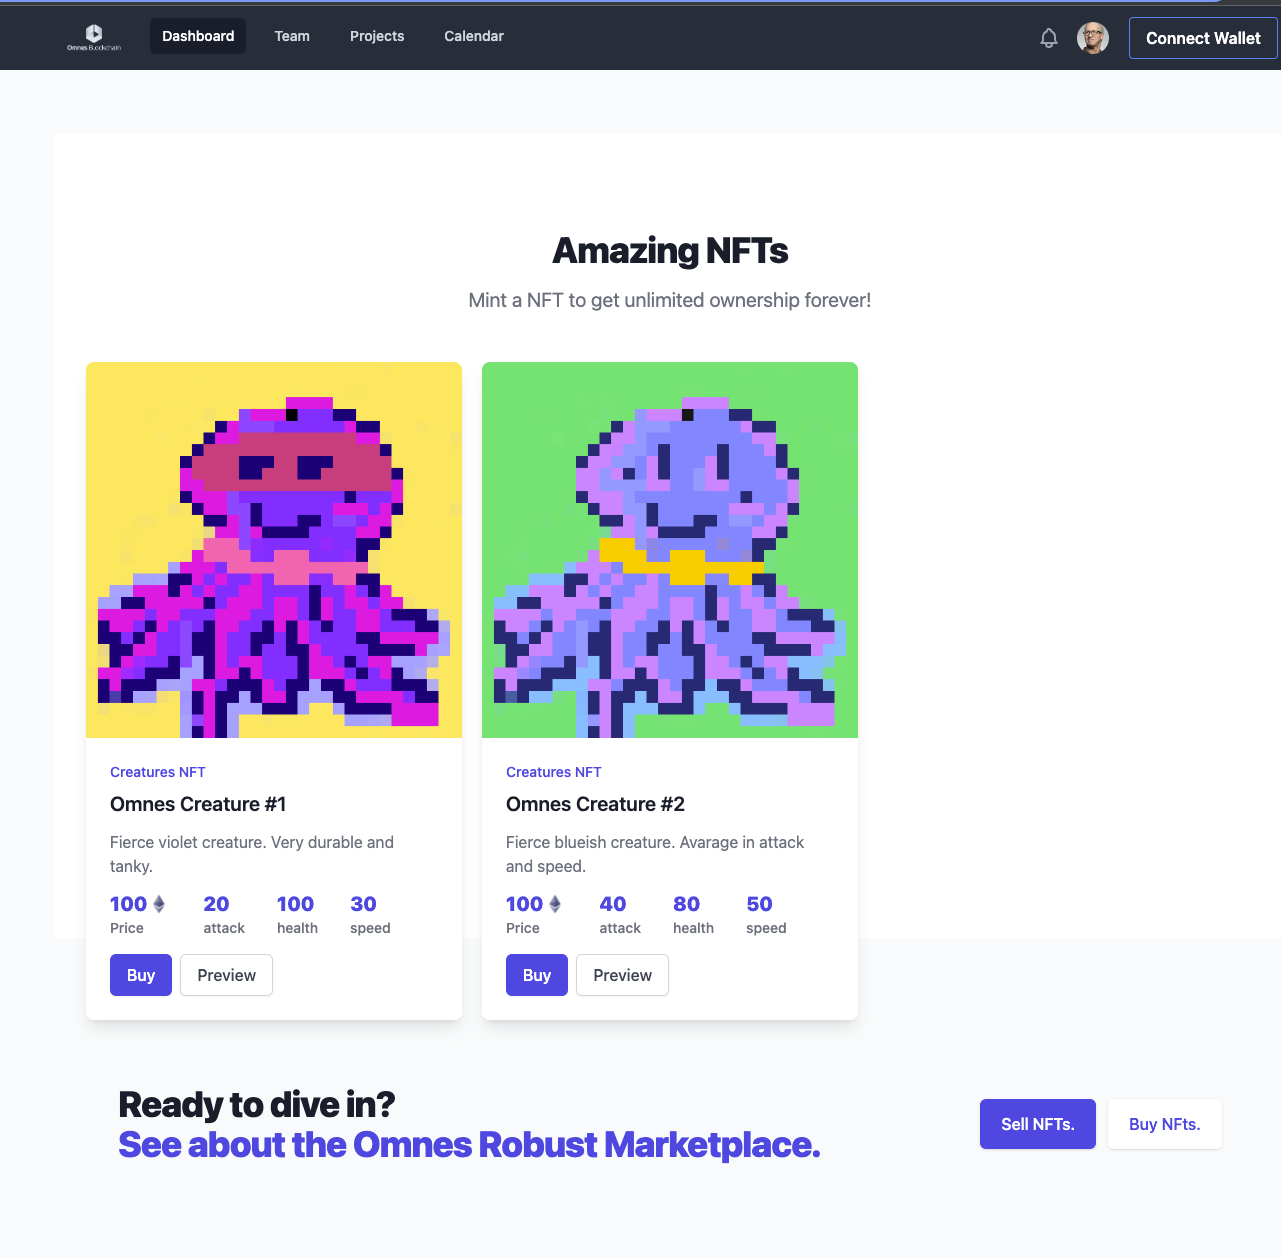 Omnes Blockchain
Dashboard
Team
Projects
Calendar
Connect Wallet
Amazing NFTs
Mint a NFT to get unlimited ownership forever!
Creatures NFT
Omnes Creature #1
Fierce violet creature. Very durable and
tanky.
100 20 100 30
Price attack health speed
Buy Preview
Creatures NFT
Omnes Creature #2
Fierce blueish creature. Avarage in attack
and speed.
100 40 80 50
Price attack health speed
Buy Preview
Ready to dive in?
See about the Omnes Robust Marketplace.
Sell NFTs.
Buy NFts.